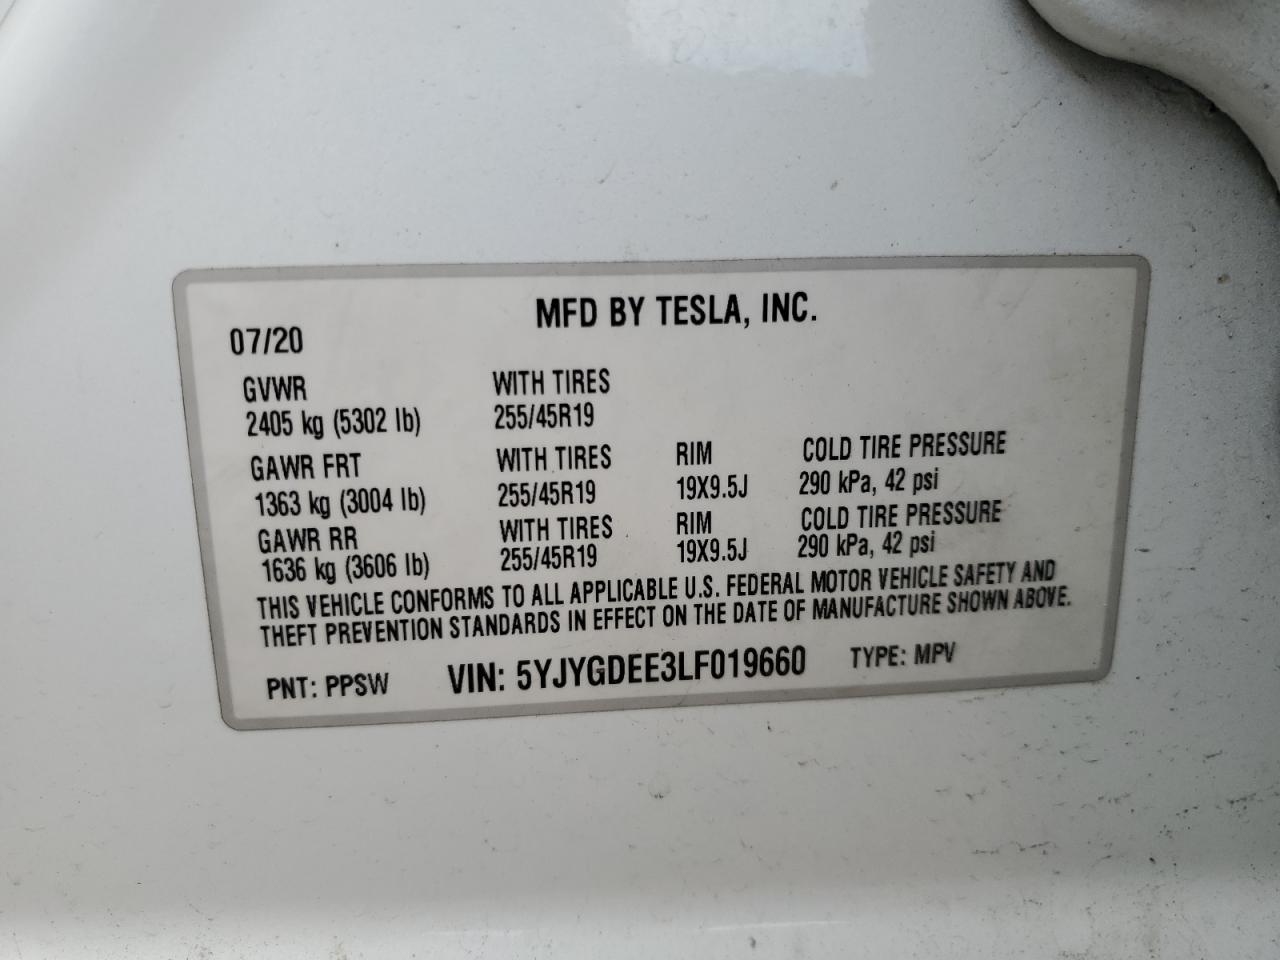 MFD BY TESLA, INC.
07/20
GVWR WITH TIRES
2405 kg (5302 lb) 255/45R19
GAWR FRT WITH TIRES RIM COLD TIRE PRESSURE
1363 kg (3004 lb) 255/45R19 19X9.5J 290 kPa, 42 psi
GAWR RR WITH TIRES RIM COLD TIRE PRESSURE
1636 kg (3606 lb) 255/45R19 19X9.5J 290 kPa, 42 psi
THIS VEHICLE CONFORMS TO ALL APPLICABLE U.S. FEDERAL MOTOR VEHICLE SAFETY AND
THEFT PREVENTION STANDARDS IN EFFECT ON THE DATE OF MANUFACTURE SHOWN ABOVE.
PNT: PPSW VIN: 5YJYGDEE3LF019660 TYPE: MPV